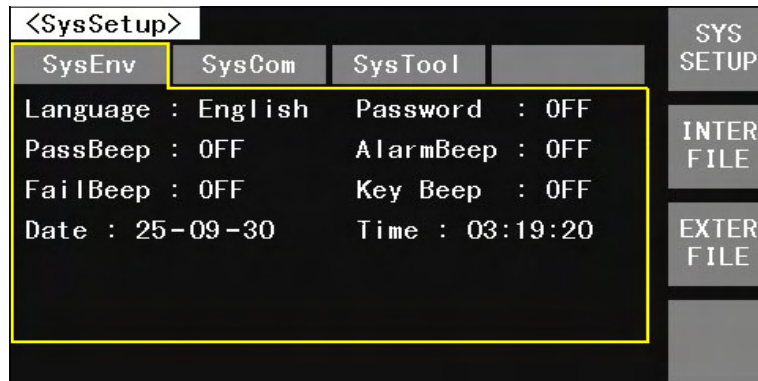 <SysSetup>
SysEnv SysCom SysTool
Language : English Password : OFF
PassBeep : OFF AlarmBeep : OFF
FailBeep : OFF Key Beep : OFF
Date : 25-09-30 Time : 03:19:20
SYS
SETUP
INTER
FILE
EXTER
FILE